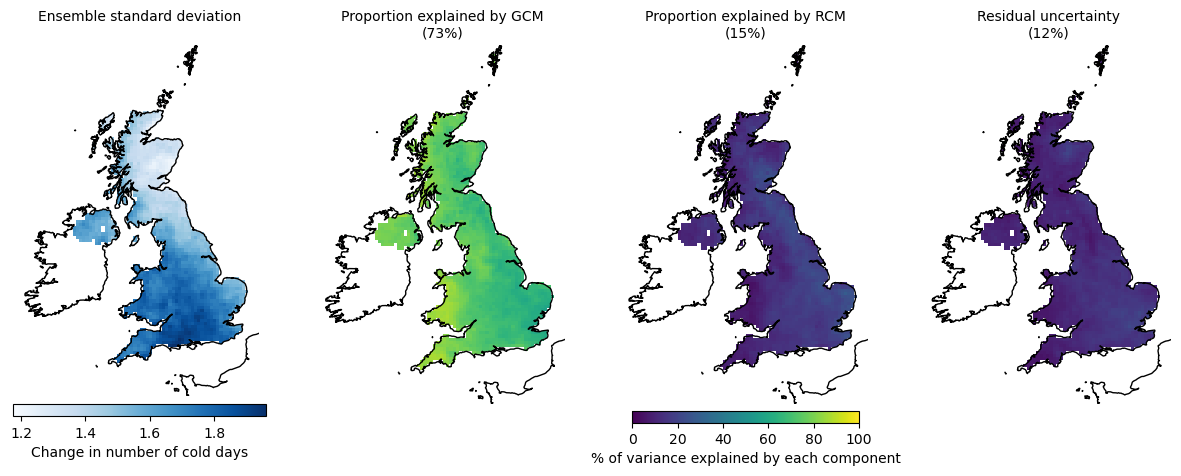 Ensemble standard deviation
Proportion explained by GCM
(73%)
Proportion explained by RCM
(15%)
Residual uncertainty
(12%)
1.2 1.4 1.6 1.8
Change in number of cold days
0 20 40 60 80 100
% of variance explained by each component